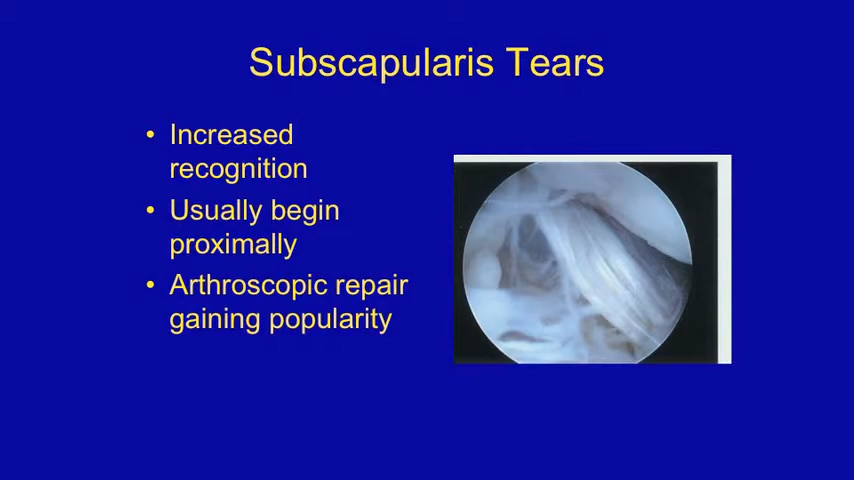 Subscapularis Tears
• Increased
recognition
• Usually begin
proximally
• Arthroscopic repair
gaining popularity